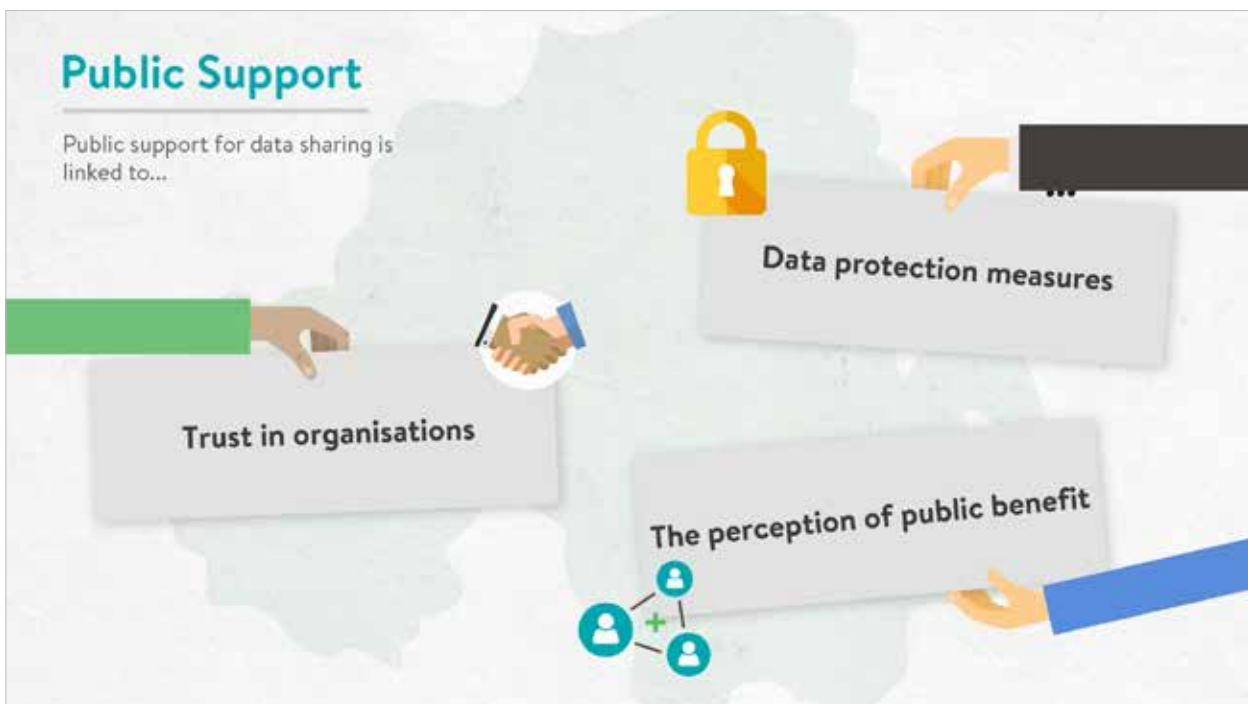 Public Support
Public support for data sharing is
linked to...
Data protection measures
...
Trust in organisations
The perception of public benefit